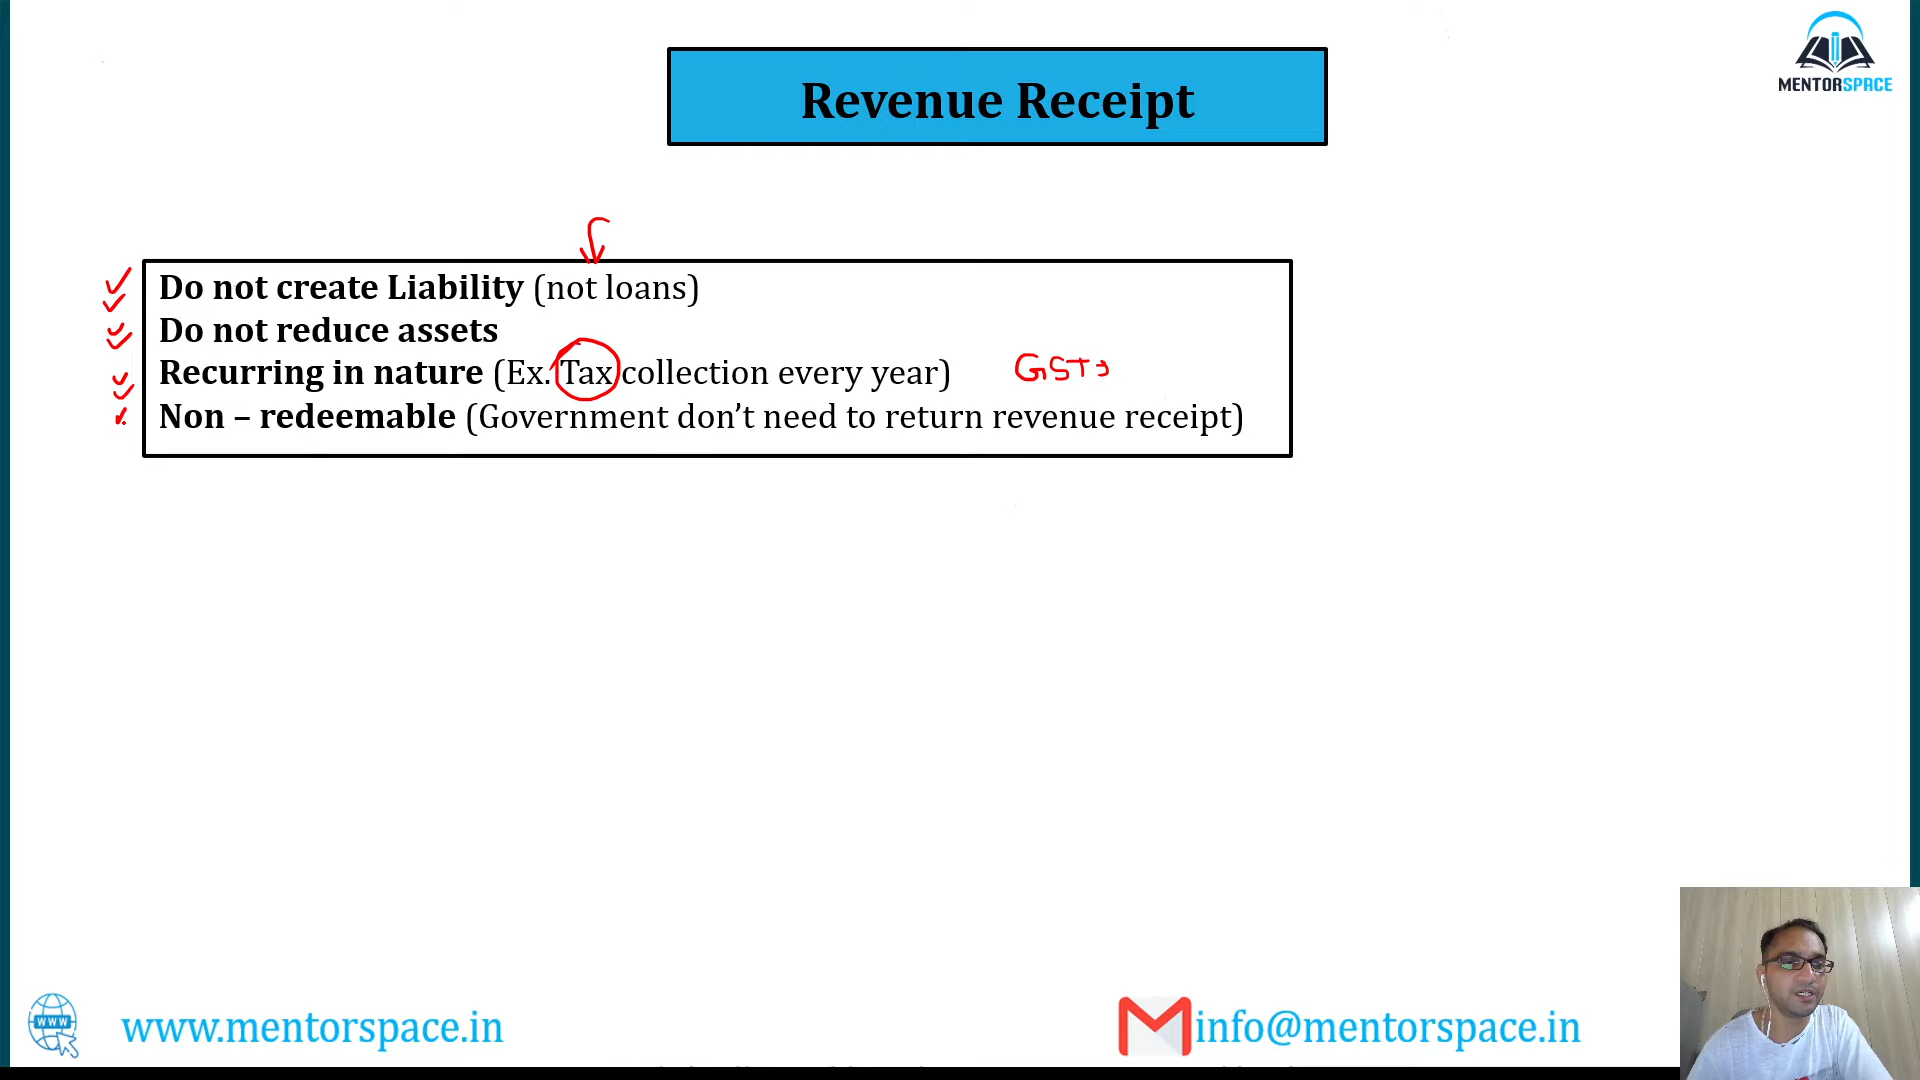 MENTORSPACE
Revenue Receipt
Do not create Liability (not loans)
Do not reduce assets
Recurring in nature (Ex. Tax collection every year) GST
Non – redeemable (Government don’t need to return revenue receipt)
WWW
www.mentorspace.in
info@mentorspace.in